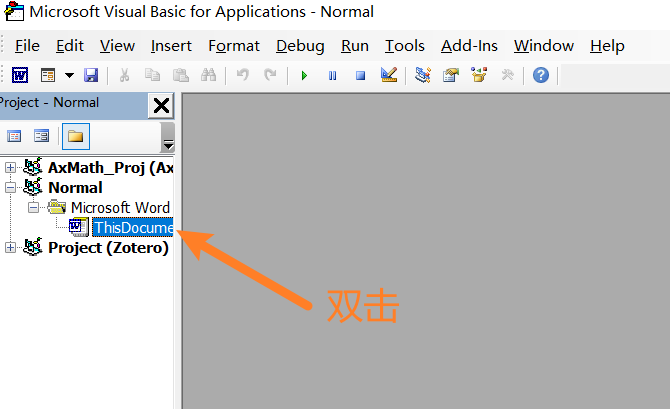 Microsoft Visual Basic for Applications - Normal
File Edit View Insert Format Debug Run Tools Add-Ins Window Help
Project - Normal
AxMath_Proj (Ax
Normal
Microsoft Word
ThisDocume
Project (Zotero)
双击